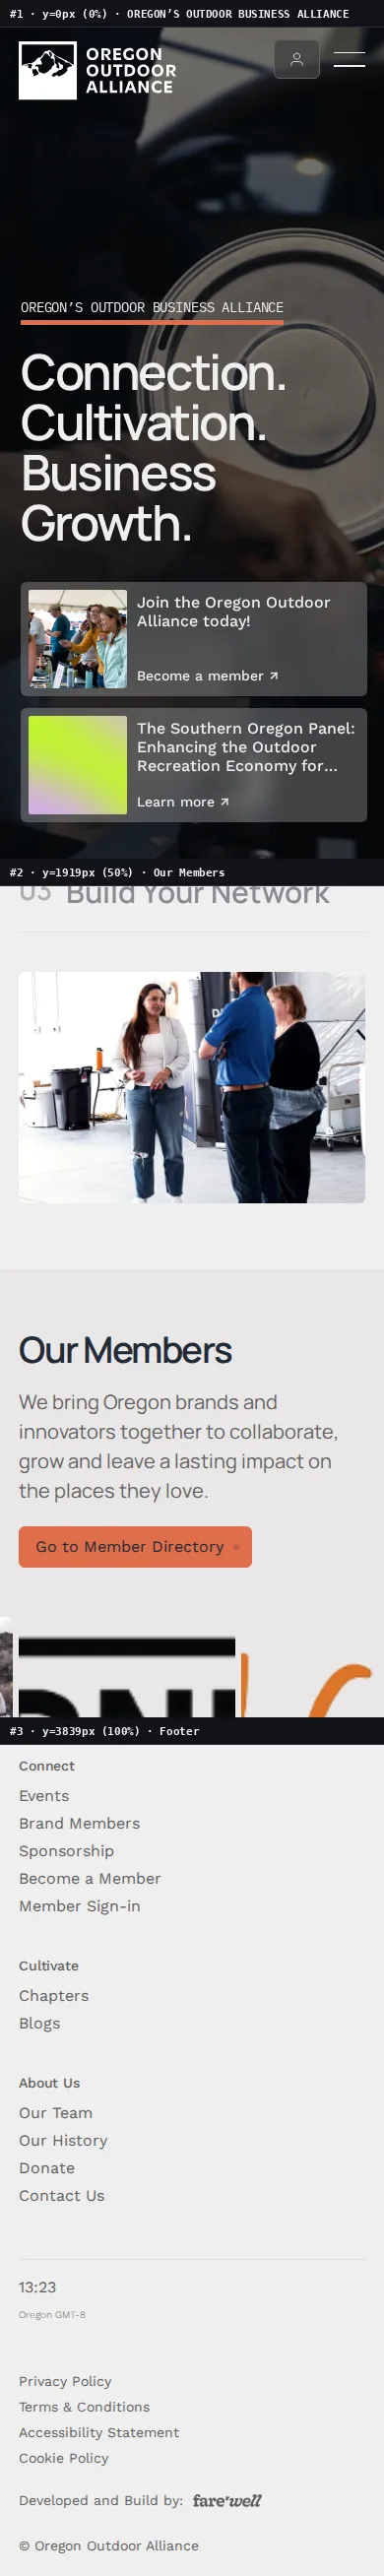 #1 · y=0px (0%) · OREGON’S OUTDOOR BUSINESS ALLIANCE
OREGON
OUTDOOR
ALLIANCE
OREGON’S OUTDOOR BUSINESS ALLIANCE
Connection.
Cultivation.
Business
Growth.
Join the Oregon Outdoor
Alliance today!
Become a member ↗
The Southern Oregon Panel:
Enhancing the Outdoor
Recreation Economy for...
Learn more ↗
#2 · y=1919px (50%) · Our Members
03 Build Your Network
Our Members
We bring Oregon brands and
innovators together to collaborate,
grow and leave a lasting impact on
the places they love.
Go to Member Directory
#3 · y=3839px (100%) · Footer
Connect
Events
Brand Members
Sponsorship
Become a Member
Member Sign-in
Cultivate
Chapters
Blogs
About Us
Our Team
Our History
Donate
Contact Us
13:23
Oregon GMT-8
Privacy Policy
Terms & Conditions
Accessibility Statement
Cookie Policy
Developed and Build by: farewell
© Oregon Outdoor Alliance